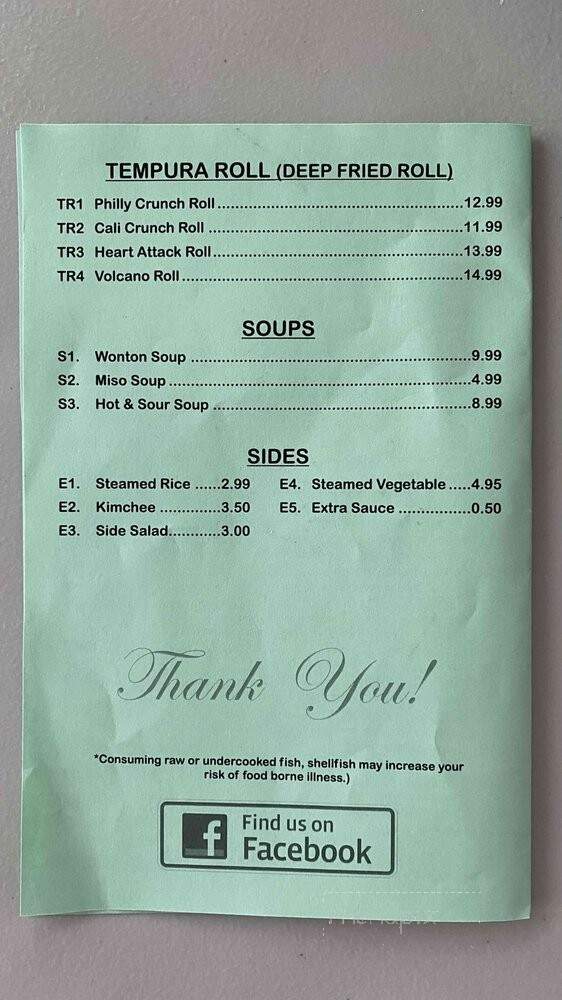 TEMPURA ROLL (DEEP FRIED ROLL)
TR1 Philly Crunch Roll..................................................12.99
TR2 Cali Crunch Roll ....................................................11.99
TR3 Heart Attack Roll...................................................13.99
TR4 Volcano Roll.........................................................14.99
SOUPS
S1. Wonton Soup .........................................................9.99
S2. Miso Soup.............................................................4.99
S3. Hot & Sour Soup ....................................................8.99
SIDES
E1. Steamed Rice ......2.99 E4. Steamed Vegetable.....4.95
E2. Kimchee .............3.50 E5. Extra Sauce ................0.50
E3. Side Salad............3.00
Thank You!
*Consuming raw or undercooked fish, shellfish may increase your
risk of food borne illness.)
f Find us on
Facebook